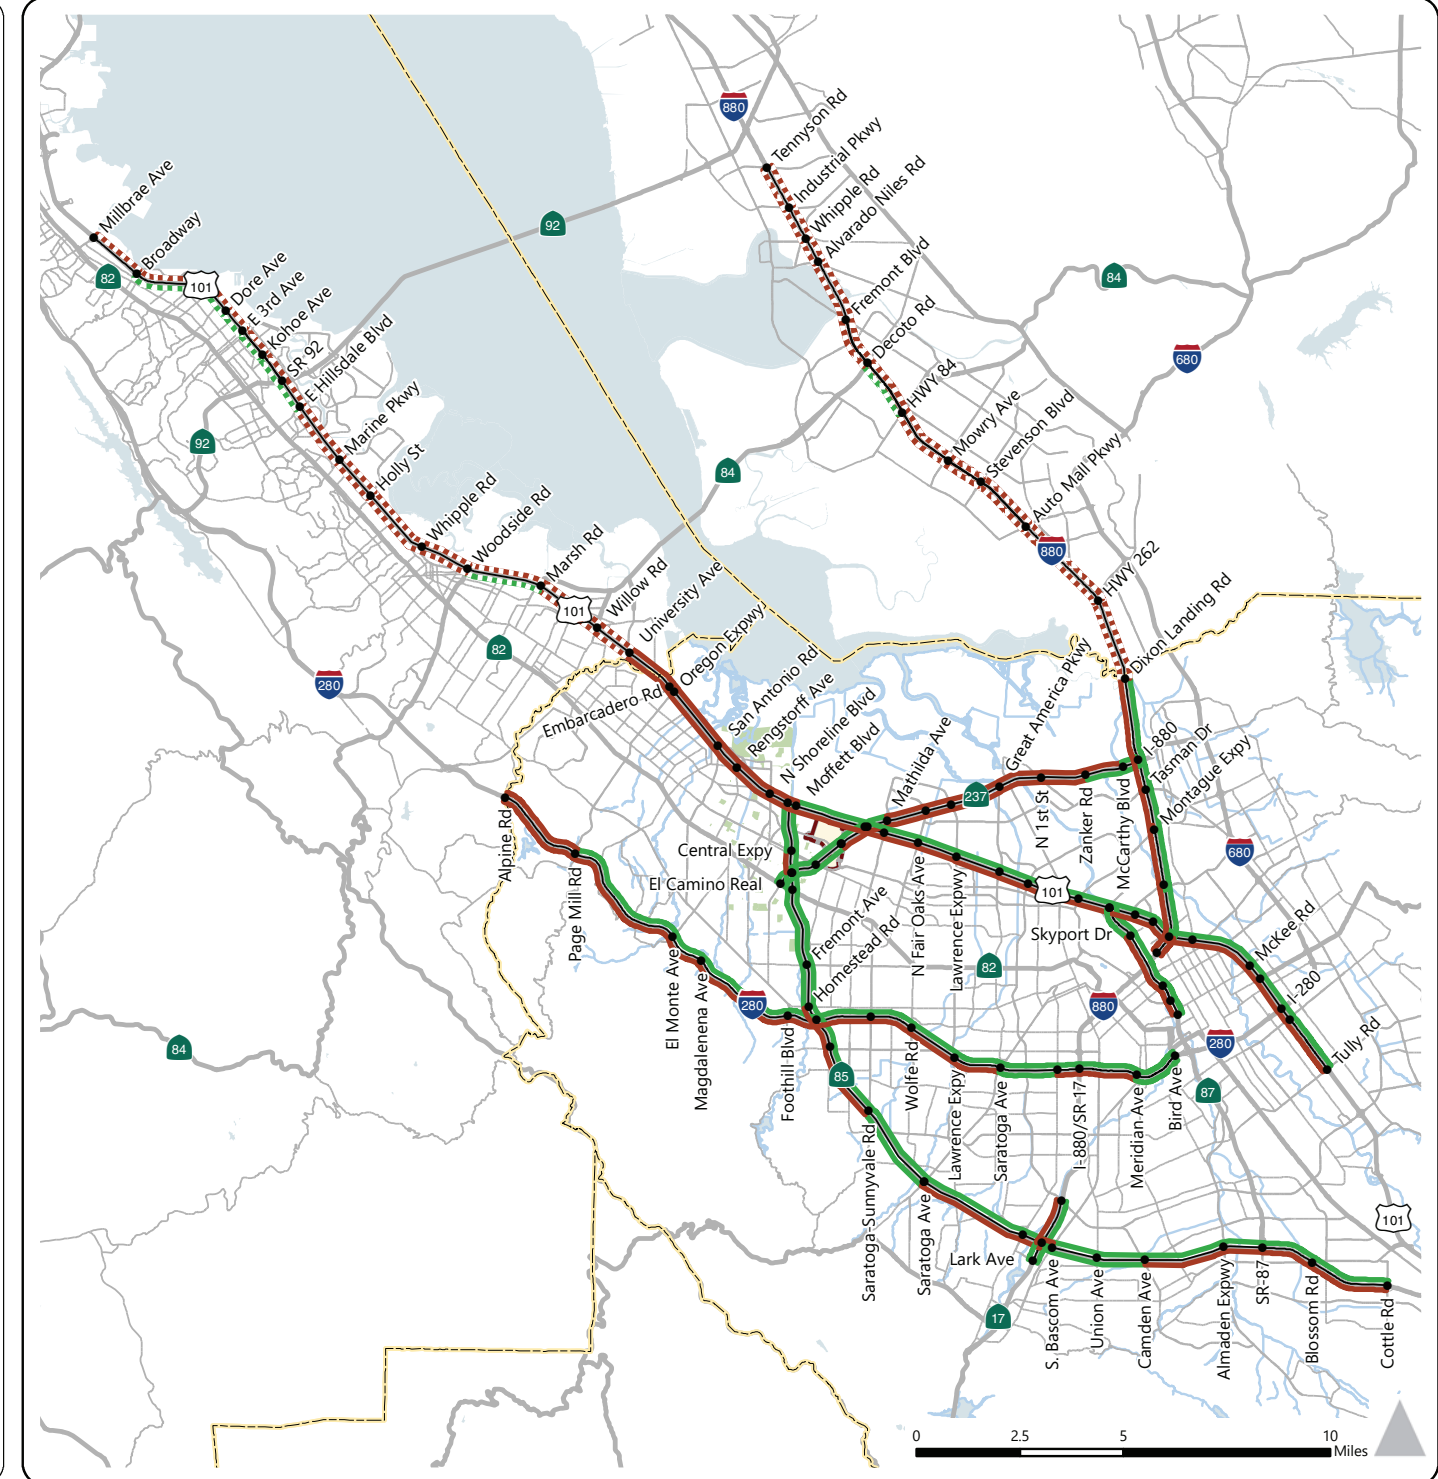 880
Tennyson Rd
Industrial Pkwy
Whipple Rd
Alvarado Niles Rd
Millbrae Ave
Broadway
92
82
101
Dore Ave
E 3rd Ave
Kohoe Ave
SR 92
E Hillsdale Blvd
Fremont Blvd
Decoto Rd
84
680
HWY 84
Marine Pkwy
Holly St
92
Mowry Ave
Stevenson Blvd
Auto Mall Pkwy
84
Whipple Rd
Woodside Rd
Marsh Rd
880
HWY 262
101
Willow Rd
University Ave
Dixon Landing Rd
82
280
Oregon Expwy
Embarcadero Rd
San Antonio Rd
Rengstorff Ave
N Shoreline Blvd
Moffett Blvd
Mathilda Ave
Great America Pkwy
I-880
Tasman Dr
Montague Expy
237
N 1st St
Zanker Rd
McCarthy Blvd
Alpine Rd
Page Mill Rd
Central Expy
El Camino Real
680
101
Fremont Ave
Homestead Rd
N Fair Oaks Ave
Lawrence Expwy
Skyport Dr
McKee Rd
82
El Monte Ave
Magdalenena Ave
280
880
I-280
Tully Rd
84
280
Foothill Blvd
85
Wolfe Rd
Lawrence Expy
Saratoga Ave
I-880/SR-17
Meridian Ave
Bird Ave
87
Saratoga-Sunnyvale Rd
Saratoga Ave
101
Lark Ave
S. Bascom Ave
Union Ave
Camden Ave
Almaden Expwy
SR-87
Blossom Rd
Cottle Rd
17
0 2.5 5 10
Miles